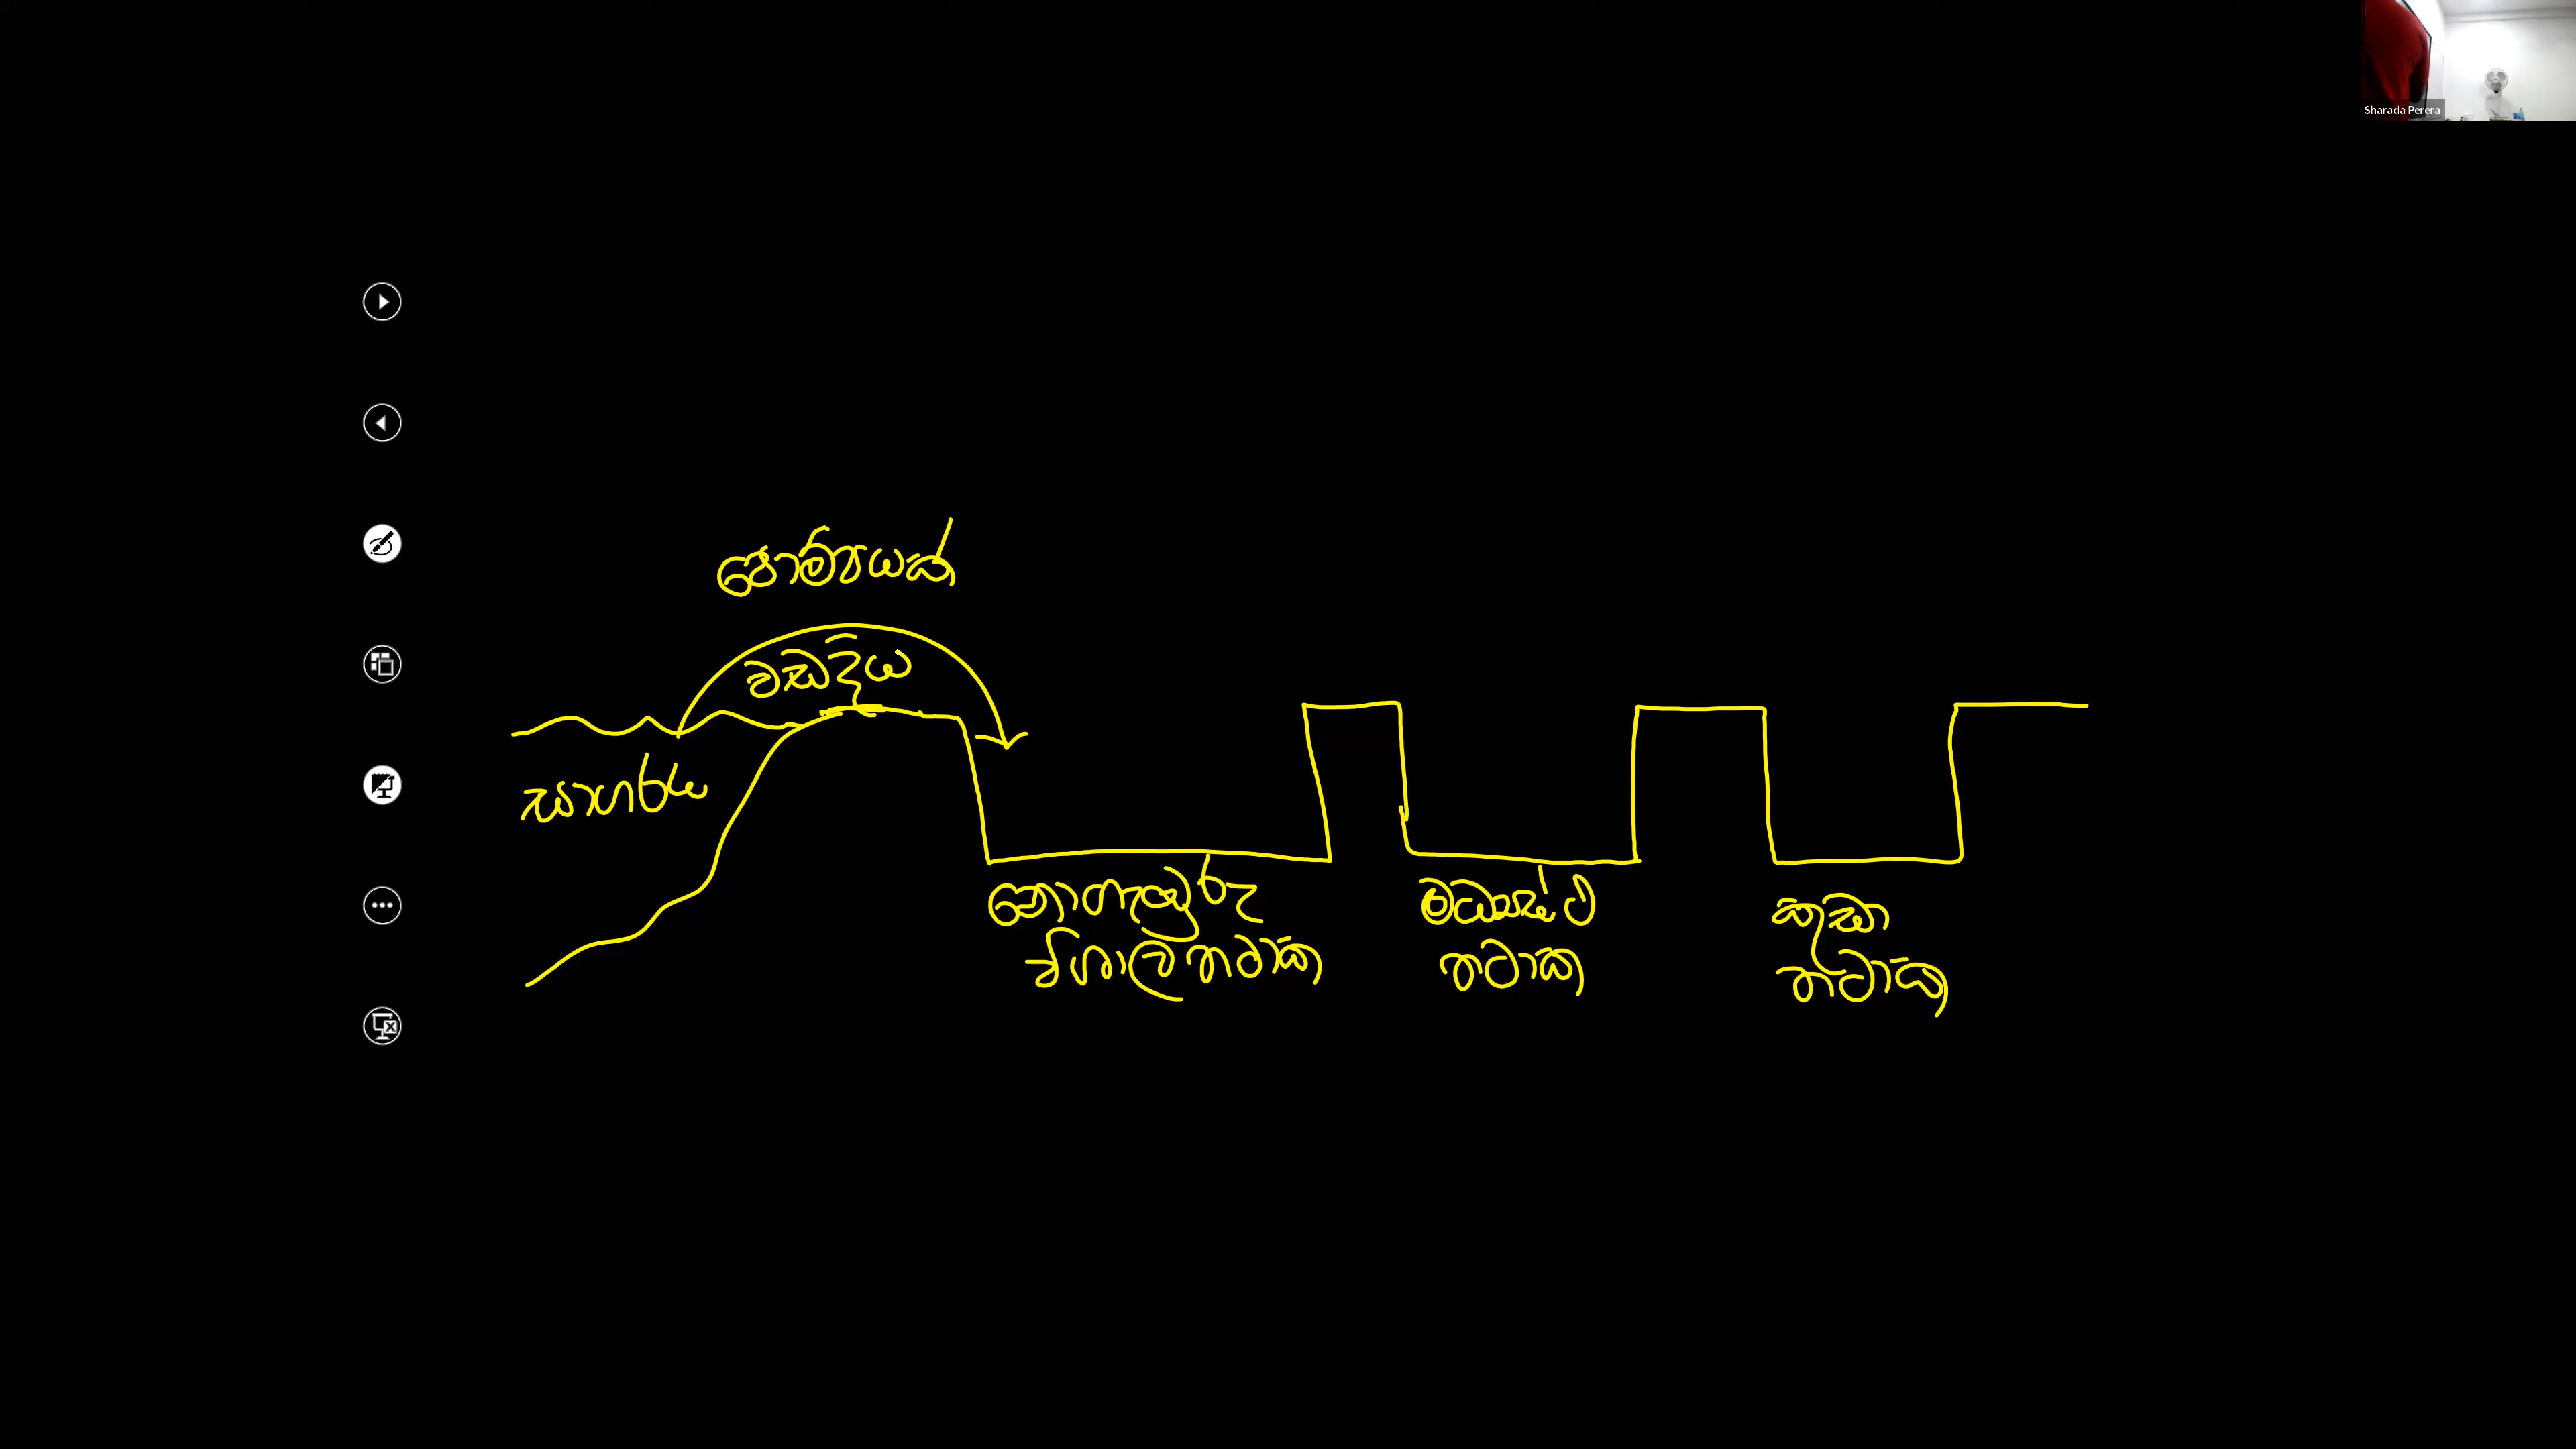 Sharada Perera
පොම්පයක්
වඩදිය
සාගරය
නොගැඹුරු
විශාල තටාක
මධ්‍යස්ථ
තටාක
කුඩා
තටාක